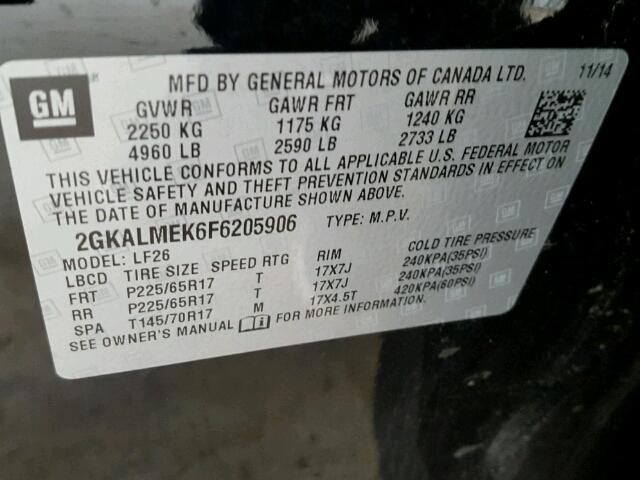 GM
MFD BY GENERAL MOTORS OF CANADA LTD. 11/14
GVWR GAWR FRT GAWR RR
2250 KG 1175 KG 1240 KG
4960 LB 2590 LB 2733 LB
THIS VEHICLE CONFORMS TO ALL APPLICABLE U.S. FEDERAL MOTOR
VEHICLE SAFETY AND THEFT PREVENTION STANDARDS IN EFFECT ON
THE DATE OF MANUFACTURE SHOWN ABOVE.
2GKALMEK6F6205906 TYPE: M.P.V.
MODEL: LF26
LBCD TIRE SIZE SPEED RTG RIM COLD TIRE PRESSURE
FRT P225/65R17 T 17X7J 240KPA(35PSI)
RR P225/65R17 T 17X7J 240KPA(35PSI)
SPA T145/70R17 M 17X4.5T 420KPA(60PSI)
SEE OWNER'S MANUAL FOR MORE INFORMATION.